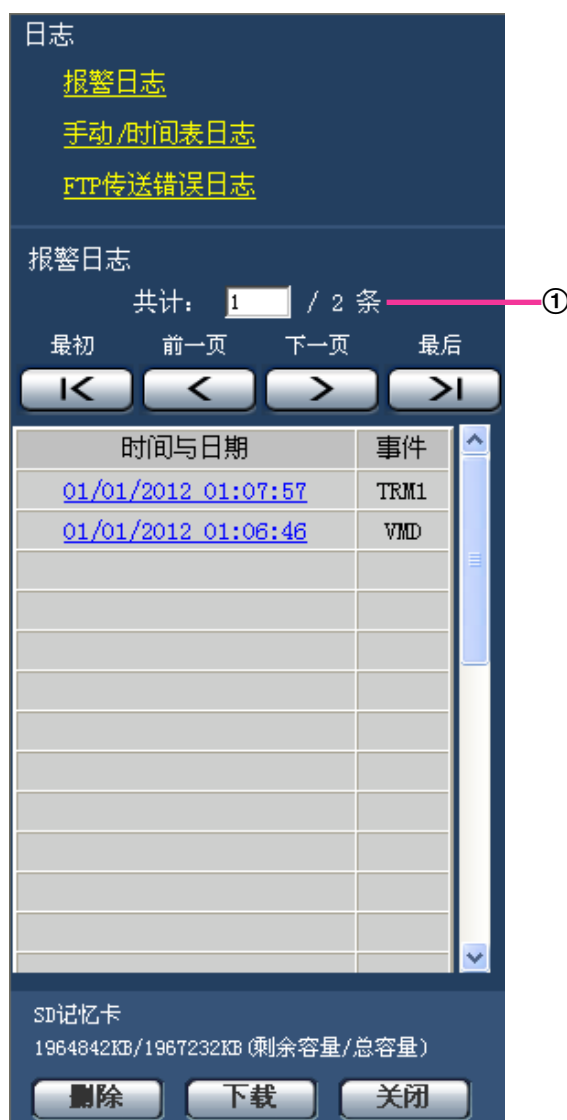 日志
报警日志
手动/时间表日志
FTP传送错误日志
报警日志
共计: 1 / 2 条 ①
最初 前一页 下一页 最后
时间与日期 事件
01/01/2012 01:07:57 TRM1
01/01/2012 01:06:46 VMD
SD记忆卡
1964842KB/1967232KB(剩余容量/总容量)
删除 下载 关闭